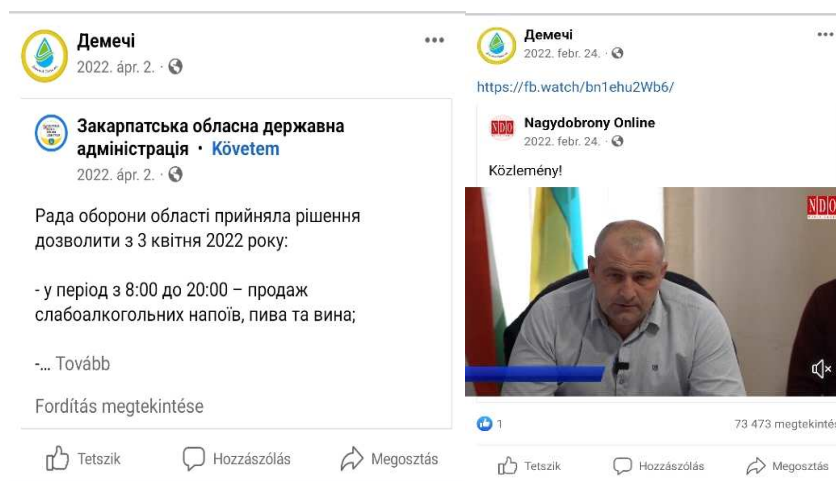 Демечі
2022. ápr. 2. ·
Закарпатська обласна державна
адміністрація • Követem
2022. ápr. 2. ·
Рада оборони області прийняла рішення
дозволити з 3 квітня 2022 року:
- у період з 8:00 до 20:00 – продаж
слабоалкогольних напоїв, пива та вина;
-... Tovább
Fordítás megtekintése
Tetszik Hozzászólás Megosztás
Демечі
2022. febr. 24. ·
https://fb.watch/bn1ehu2Wb6/
NDO
Nagydobrony Online
2022. febr. 24. ·
Közlemény!
NDO
1
73 473 megtekintés
Tetszik Hozzászólás Megosztás